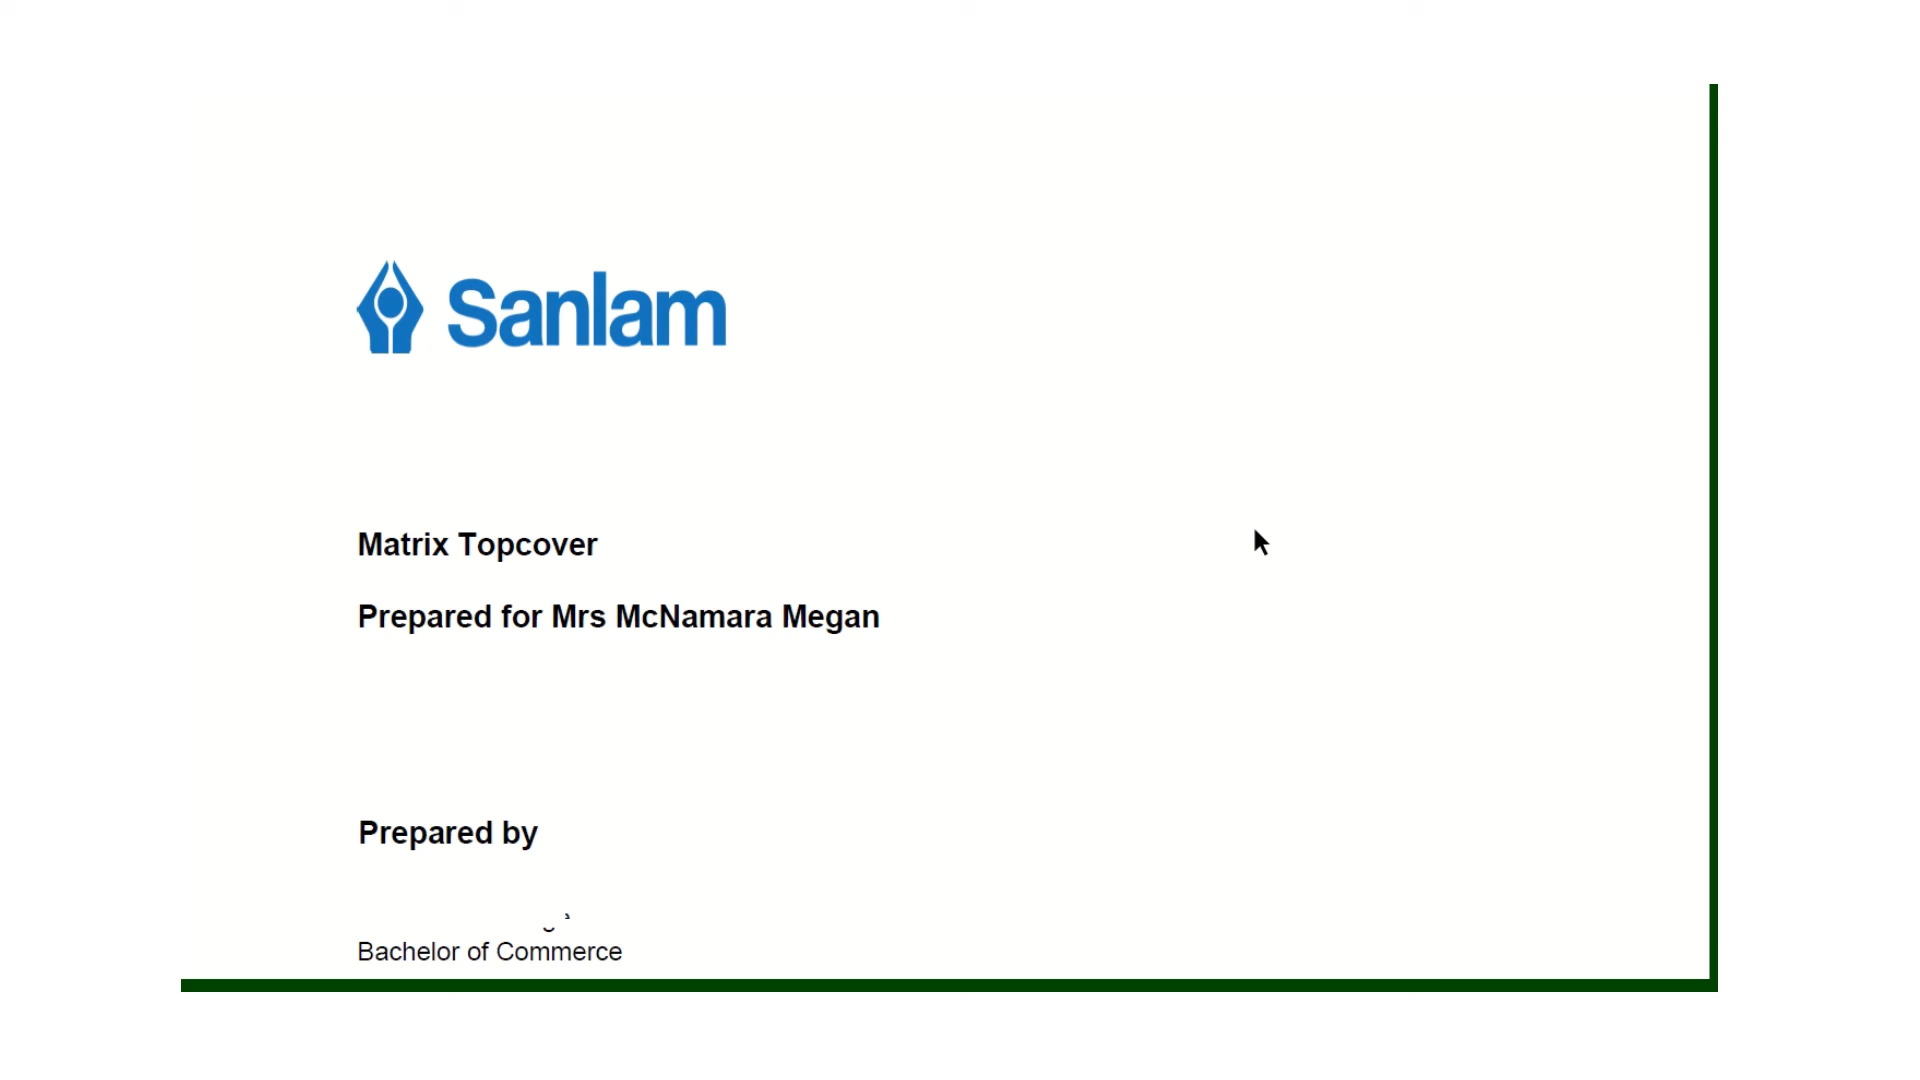 Sanlam
Matrix Topcover
Prepared for Mrs McNamara Megan
Prepared by
Bachelor of Commerce